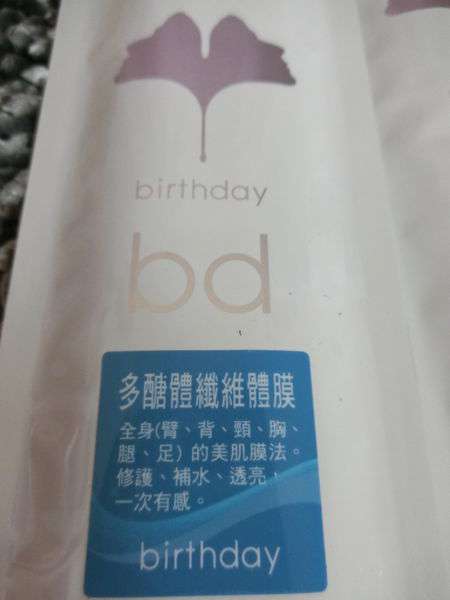 birthday
bd
多醣體纖維體膜
全身(臂、背、頸、胸、
腿、足) 的美肌膜法。
修護、補水、透亮，
一次有感。
birthday